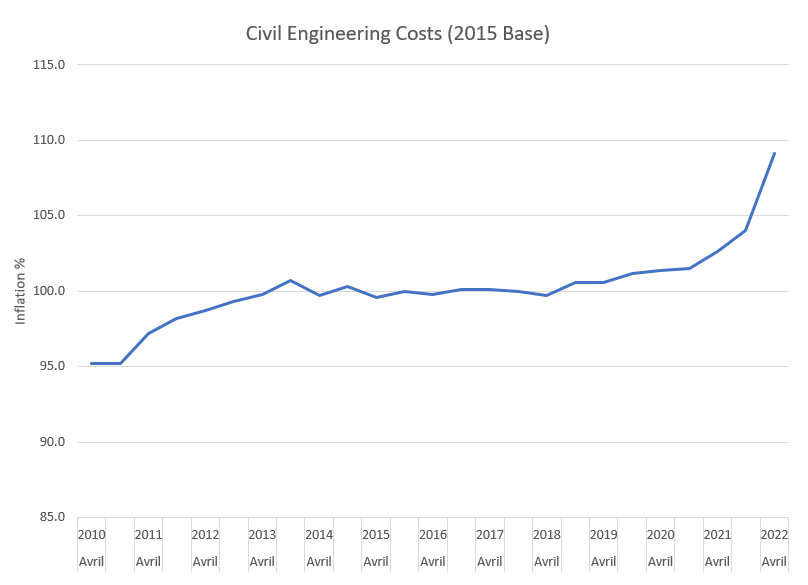 Civil Engineering Costs (2015 Base)
115.0
110.0
105.0
100.0
95.0
90.0
85.0
Inflation %
2010 2011 2012 2013 2014 2015 2016 2017 2018 2019 2020 2021 2022
Avril Avril Avril Avril Avril Avril Avril Avril Avril Avril Avril Avril Avril